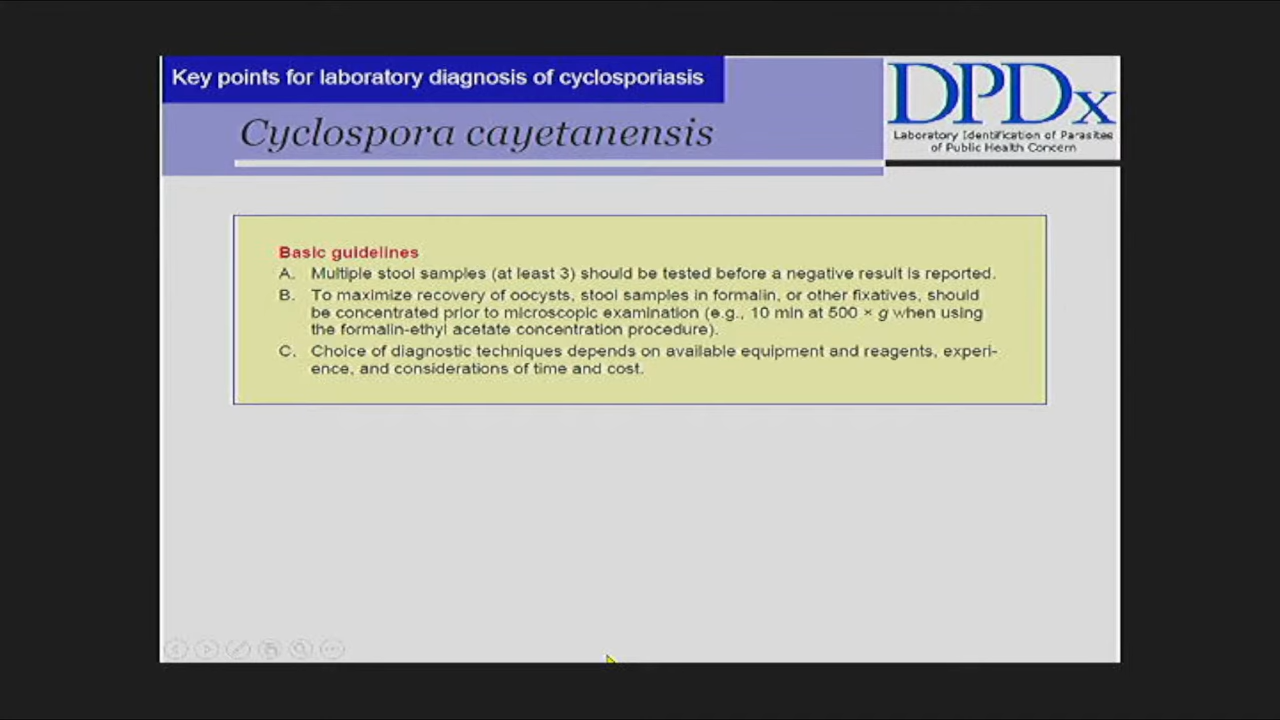 Key points for laboratory diagnosis of cyclosporiasis
Cyclospora cayetanensis
DPDx
Laboratory Identification of Parasites
of Public Health Concern
Basic guidelines
A. Multiple stool samples (at least 3) should be tested before a negative result is reported.
B. To maximize recovery of oocysts, stool samples in formalin, or other fixatives, should
be concentrated prior to microscopic examination (e.g., 10 min at 500 × g when using
the formalin-ethyl acetate concentration procedure).
C. Choice of diagnostic techniques depends on available equipment and reagents, experi-
ence, and considerations of time and cost.